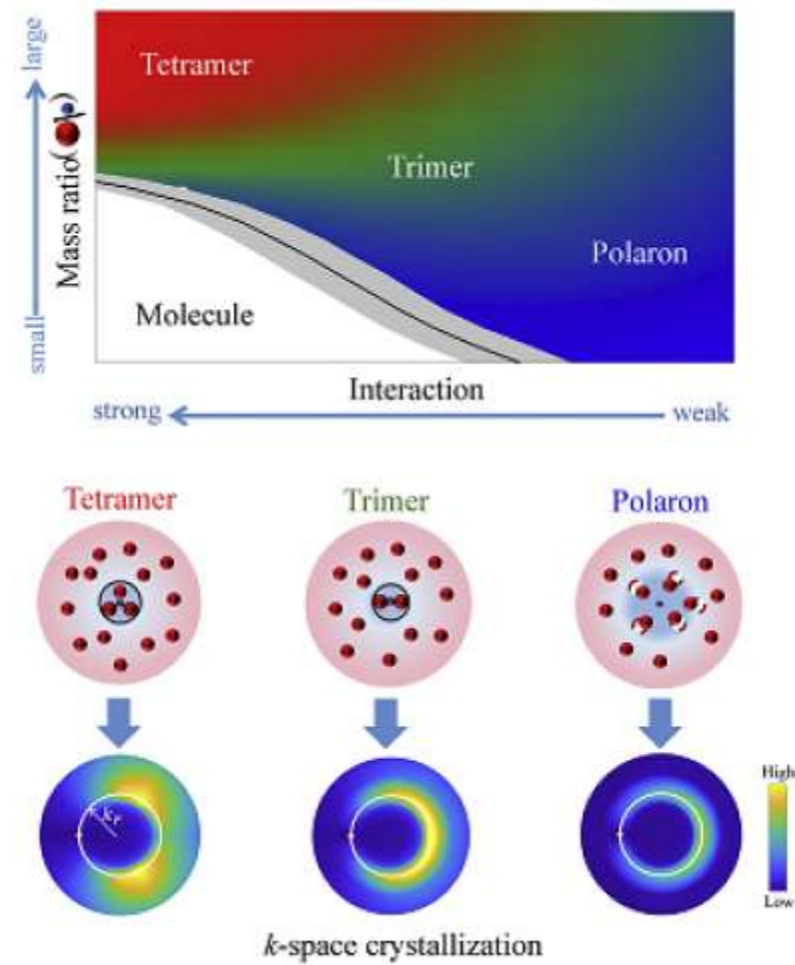 large
Mass ratio
small
Tetramer
Trimer
Polaron
Molecule
Interaction
strong
weak
Tetramer Trimer Polaron
k_F
High
Low
k-space crystallization